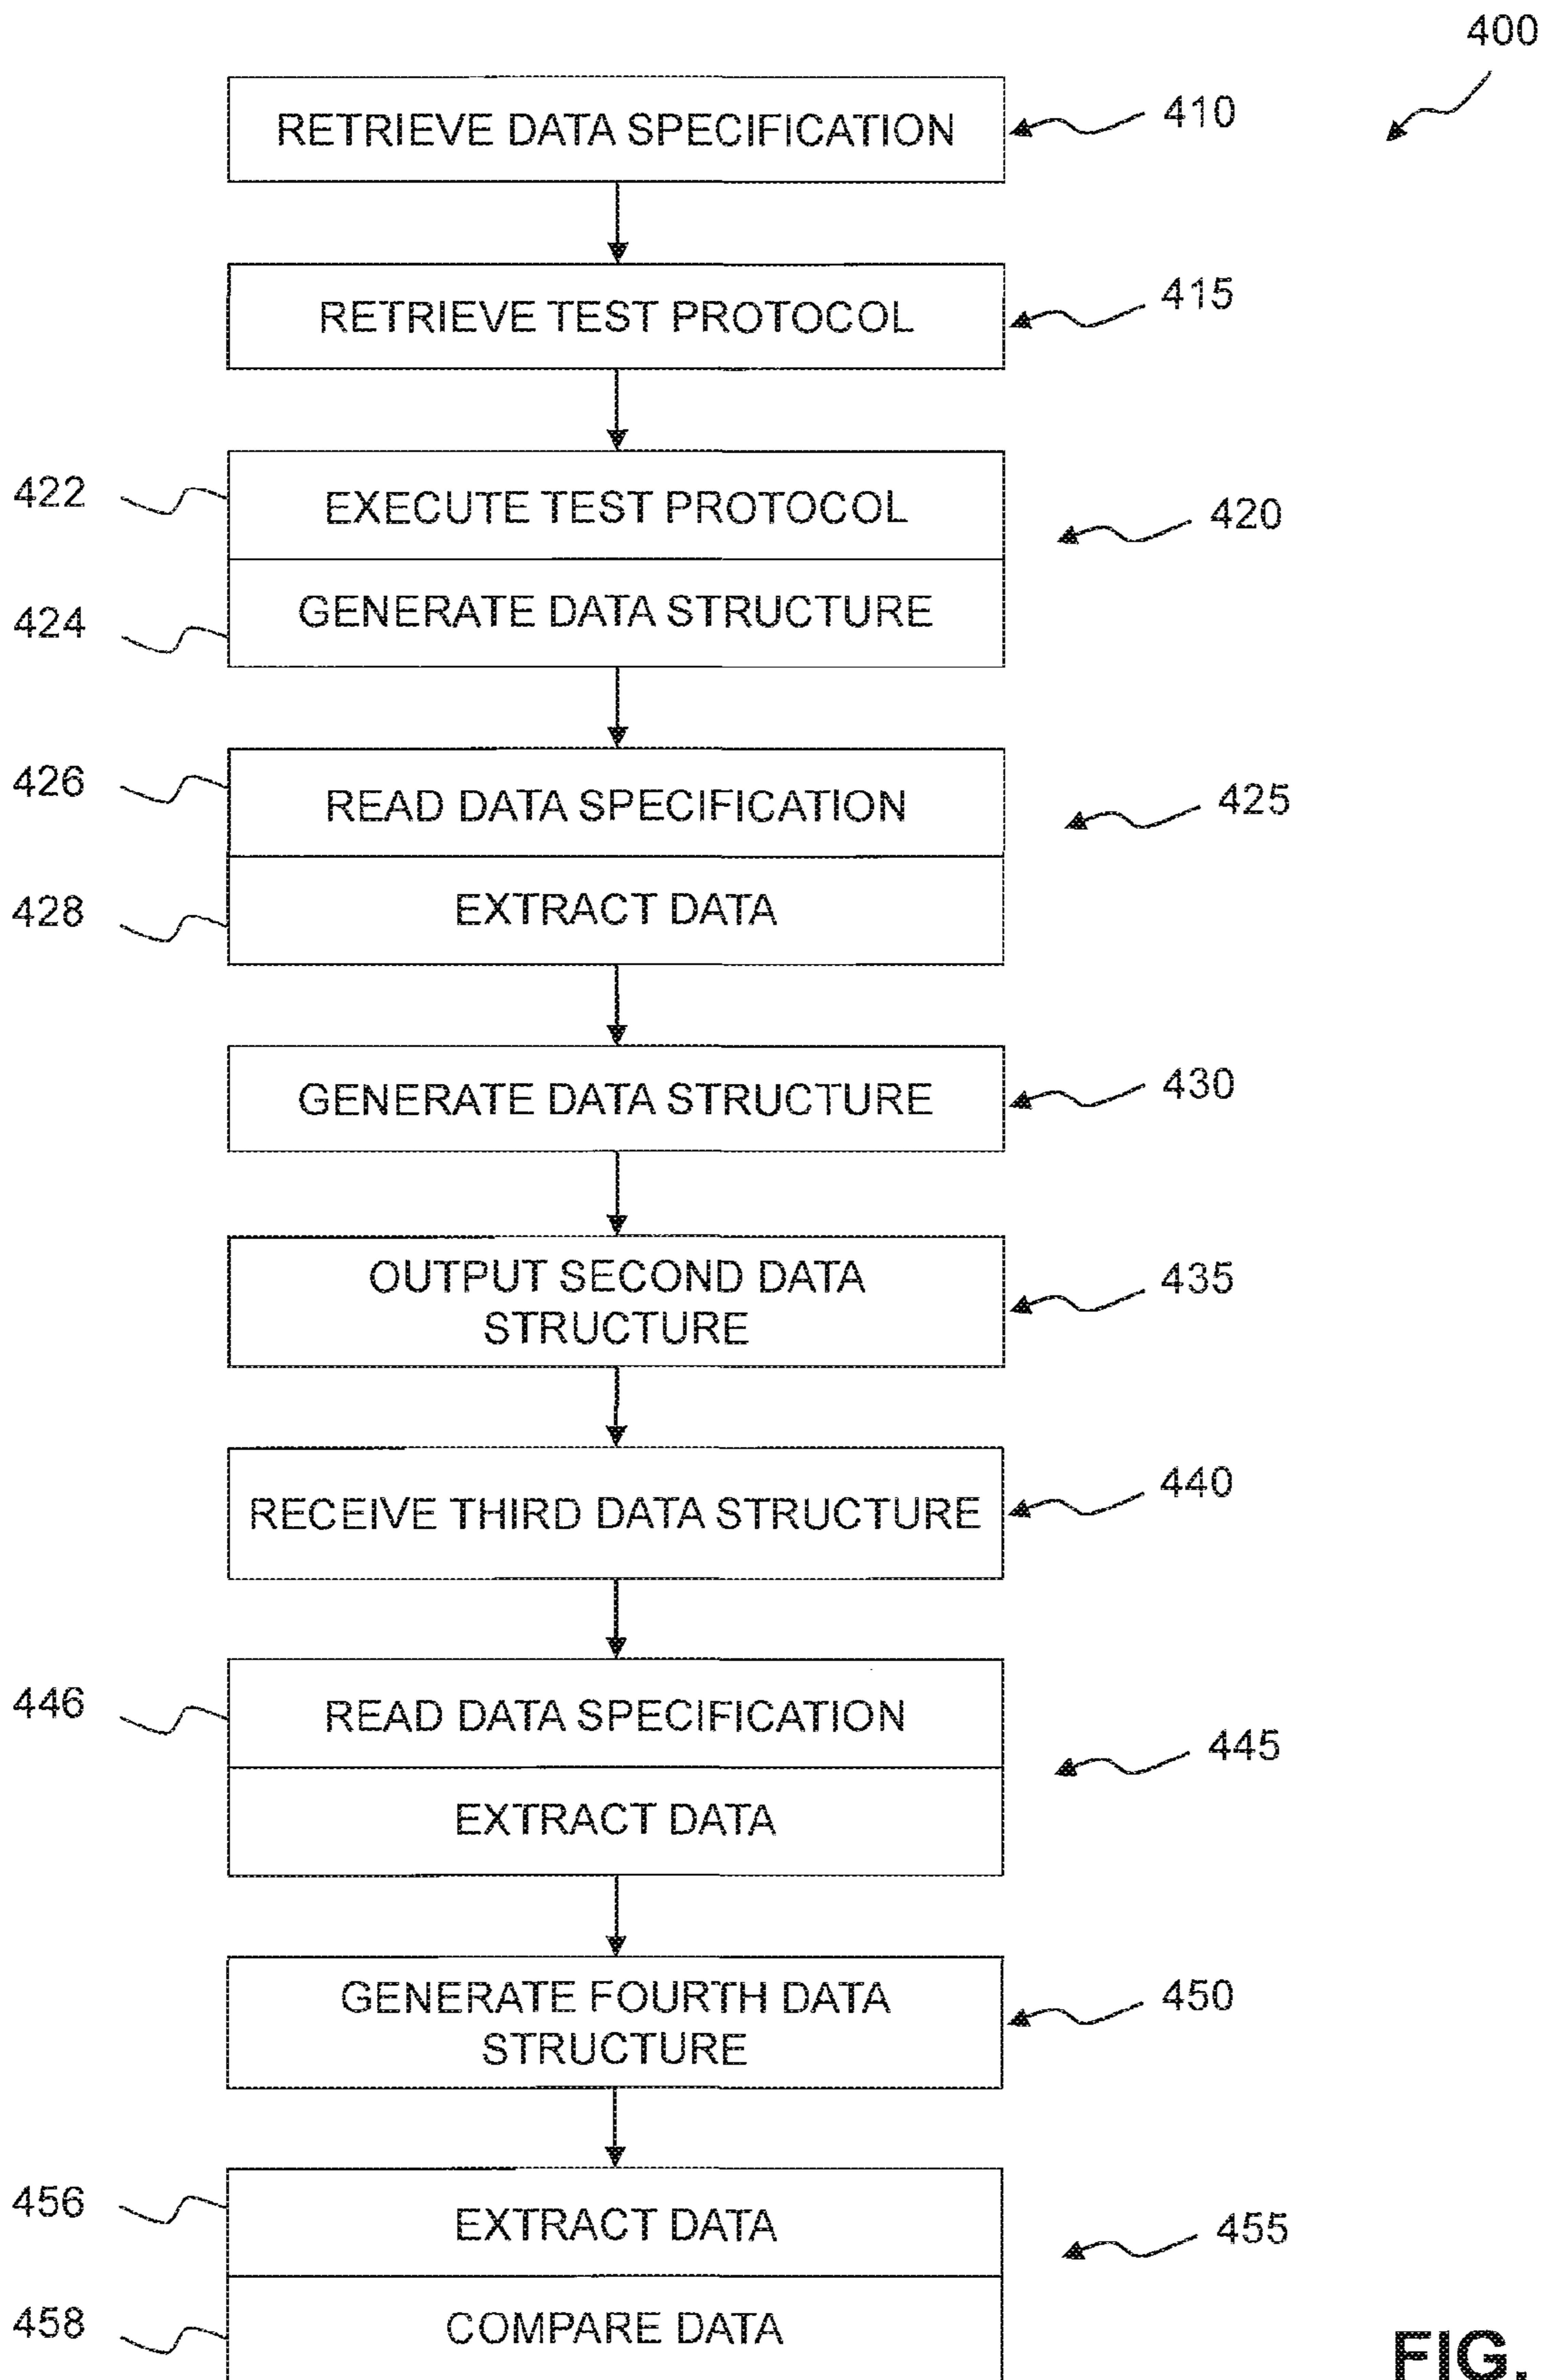 400
RETRIEVE DATA SPECIFICATION
410
RETRIEVE TEST PROTOCOL
415
422
EXECUTE TEST PROTOCOL
420
424
GENERATE DATA STRUCTURE
426
READ DATA SPECIFICATION
425
428
EXTRACT DATA
GENERATE DATA STRUCTURE
430
OUTPUT SECOND DATA
STRUCTURE
435
RECEIVE THIRD DATA STRUCTURE
440
446
READ DATA SPECIFICATION
445
EXTRACT DATA
GENERATE FOURTH DATA
STRUCTURE
450
456
EXTRACT DATA
455
458
COMPARE DATA
FIG.